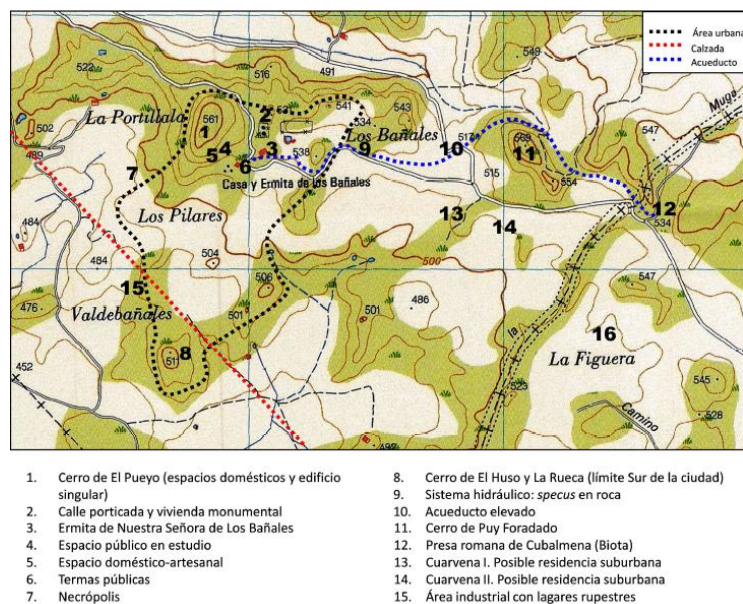 Área urbana
Calzada
Acueducto
522
516
491
549
La Portillala
561
1
2
541
534
543
Los Bañales
502
489
4
5
6
3
538
9
517
10
569
11
554
515
547
Muga
Casa y Ermita de los Bañales
7
Los Pilares
13
14
12
534
484
484
504
500
506
15
Valdebañales
476
501
501
486
547
la
16
La Figuera
511
8
452
523
545
528
Camino
499
1. Cerro de El Pueyo (espacios domésticos y edificio
singular)
2. Calle porticada y vivienda monumental
3. Ermita de Nuestra Señora de Los Bañales
4. Espacio público en estudio
5. Espacio doméstico-artesanal
6. Termas públicas
7. Necrópolis
8. Cerro de El Huso y La Rueca (límite Sur de la ciudad)
9. Sistema hidráulico: specus en roca
10. Acueducto elevado
11. Cerro de Puy Foradado
12. Presa romana de Cubalmena (Biota)
13. Cuarvena I. Posible residencia suburbana
14. Cuarvena II. Posible residencia suburbana
15. Área industrial con lagares rupestres